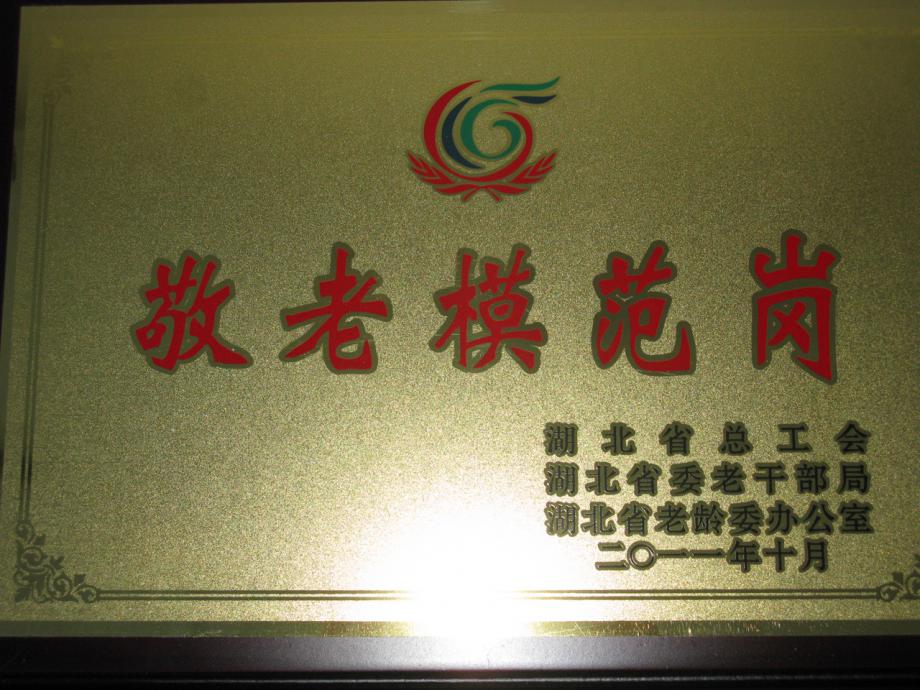 敬老模范岗
湖北省总工会
湖北省委老干部局
湖北省老龄委办公室
二〇一一年十月